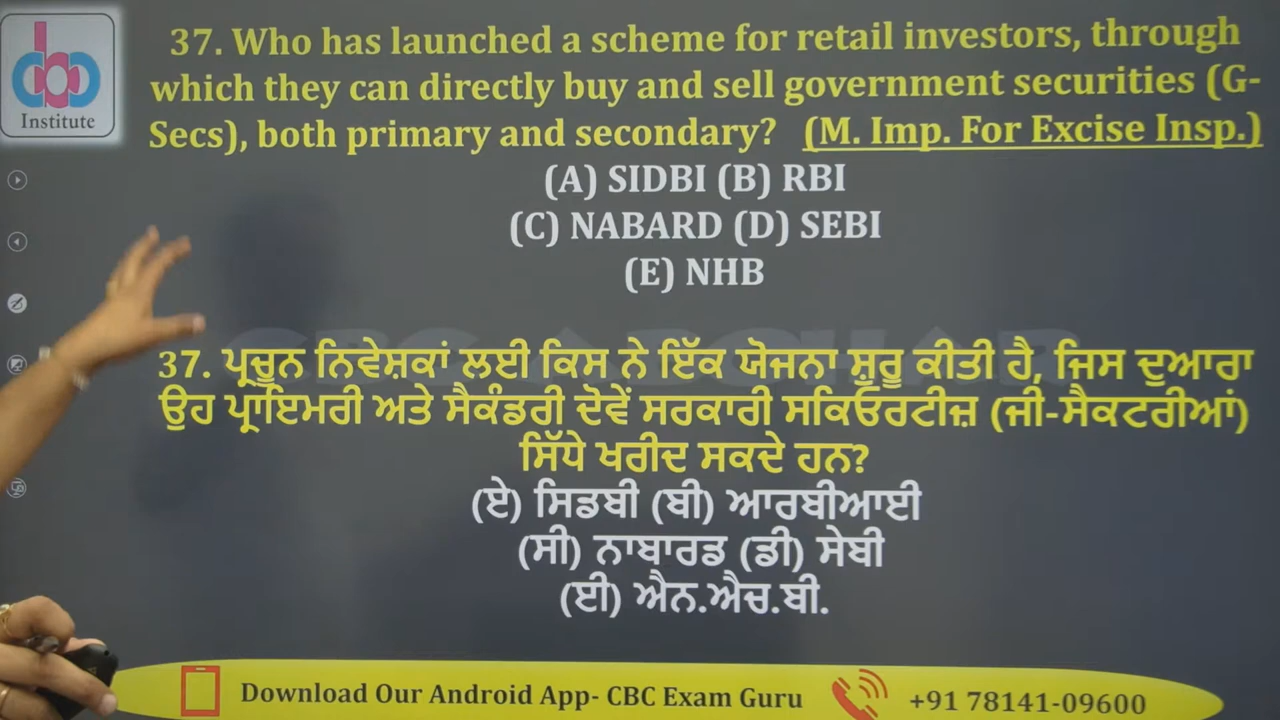 Institute
37. Who has launched a scheme for retail investors, through
which they can directly buy and sell government securities (G-
Secs), both primary and secondary? (M. Imp. For Excise Insp.)
(A) SIDBI (B) RBI
(C) NABARD (D) SEBI
(E) NHB
CBC ABOHAR
37. ਪ੍ਰਚੂਨ ਨਿਵੇਸ਼ਕਾਂ ਲਈ ਕਿਸ ਨੇ ਇੱਕ ਯੋਜਨਾ ਸ਼ੁਰੂ ਕੀਤੀ ਹੈ, ਜਿਸ ਦੁਆਰਾ
ਉਹ ਪ੍ਰਾਇਮਰੀ ਅਤੇ ਸੈਕੰਡਰੀ ਦੋਵੇਂ ਸਰਕਾਰੀ ਸਕਿਓਰਟੀਜ਼ (ਜੀ-ਸੈਕਟਰੀਆਂ)
ਸਿੱਧੇ ਖਰੀਦ ਸਕਦੇ ਹਨ?
(ਏ) ਸਿਡਬੀ (ਬੀ) ਆਰਬੀਆਈ
(ਸੀ) ਨਾਬਾਰਡ (ਡੀ) ਸੇਬੀ
(ਈ) ਐਨ.ਐਚ.ਬੀ.
Download Our Android App- CBC Exam Guru
+91 78141-09600